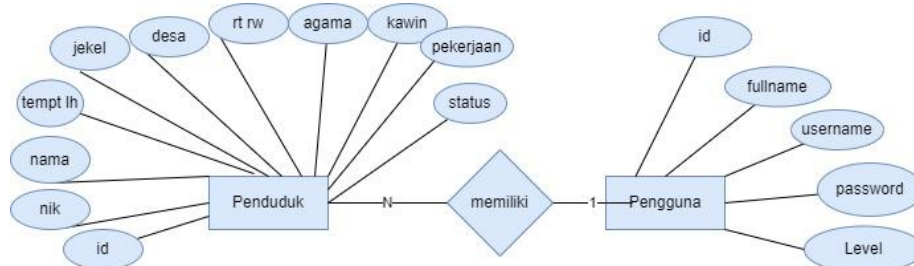 rt rw
agama
kawin
jekel
desa
pekerjaan
tempt lh
status
nama
nik
id
Penduduk
N
memiliki
1
Pengguna
id
fullname
username
password
Level